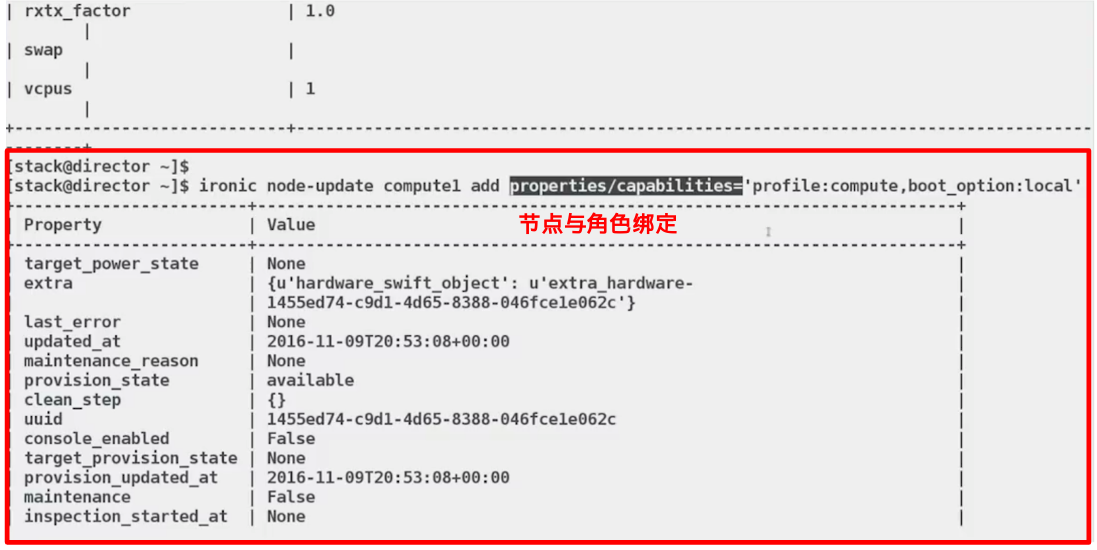 | rxtx_factor | 1.0
|
| swap |
|
| vcpus | 1
|
+----------------------------+----------------------------------------------------------------------------------
--------+
[stack@director ~]$
[stack@director ~]$ ironic node-update compute1 add properties/capabilities='profile:compute,boot_option:local'
+------------------------+-------------------------------------------------------------------------+
| Property | Value |
节点与角色绑定
+------------------------+-------------------------------------------------------------------------+
| target_power_state | None |
| extra | {u'hardware_swift_object': u'extra_hardware- |
| | 1455ed74-c9d1-4d65-8388-046fce1e062c'} |
| last_error | None |
| updated_at | 2016-11-09T20:53:08+00:00 |
| maintenance_reason | None |
| provision_state | available |
| clean_step | {} |
| uuid | 1455ed74-c9d1-4d65-8388-046fce1e062c |
| console_enabled | False |
| target_provision_state | None |
| provision_updated_at | 2016-11-09T20:53:08+00:00 |
| maintenance | False |
| inspection_started_at | None |